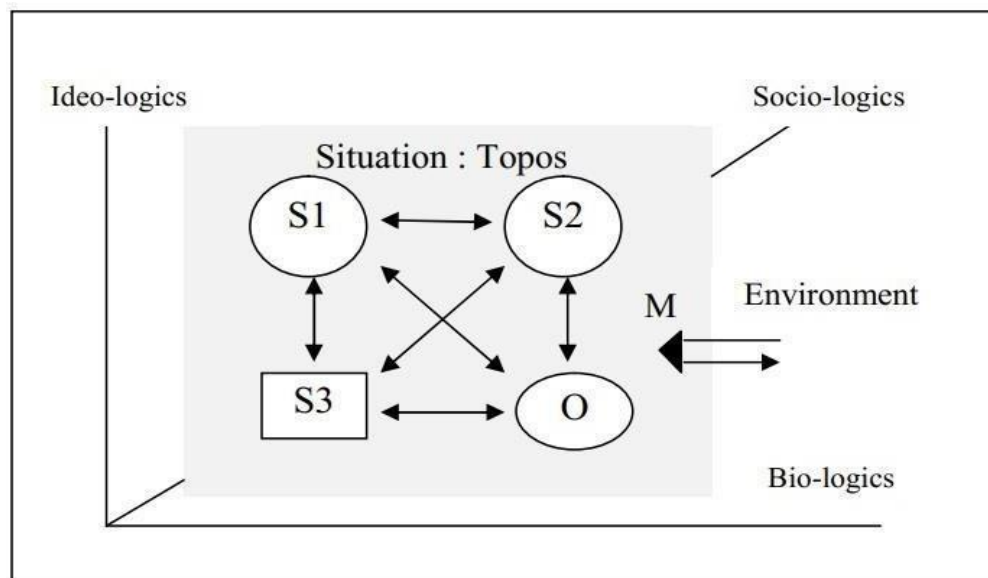 Ideo-logics
Socio-logics
Situation : Topos
S1
S2
M
Environment
S3
O
Bio-logics